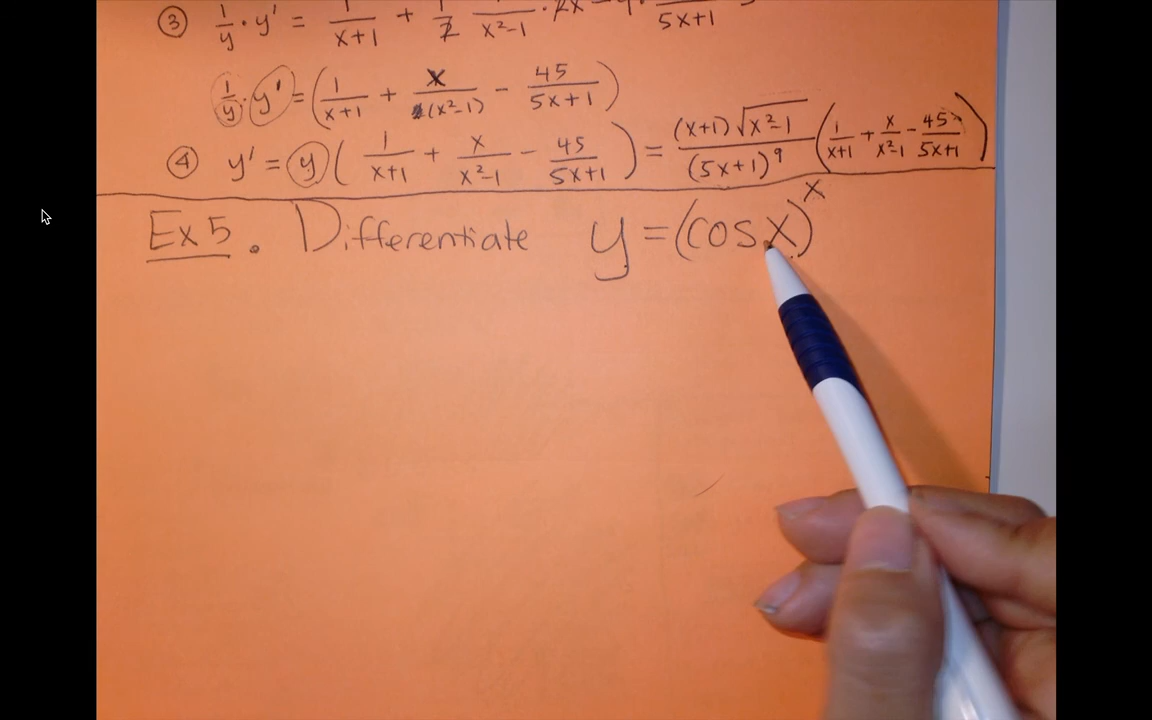 ③ 1/y · y' = 1/x+1 + 1/2 1/x²-1 · 2x - 9 · 5x+1 5
1/y · y' = (1/x+1 + x/(x²-1) - 45/5x+1)
④ y' = y (1/x+1 + x/x²-1 - 45/5x+1) = (x+1)√x²-1/(5x+1)⁹ (1/x+1 + x/x²-1 - 45/5x+1)
Ex 5. Differentiate y = (cosx)ˣ